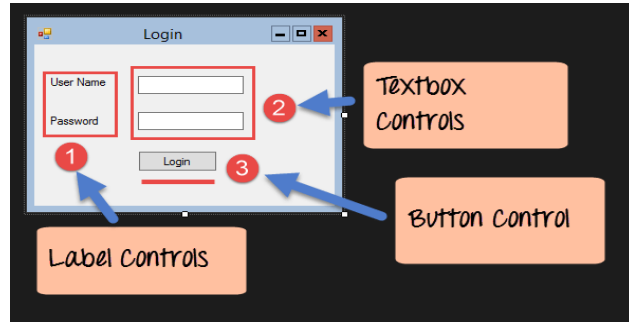 Login
User Name
Password
Login
1
2
3
Textbox
Controls
Button Control
Label Controls